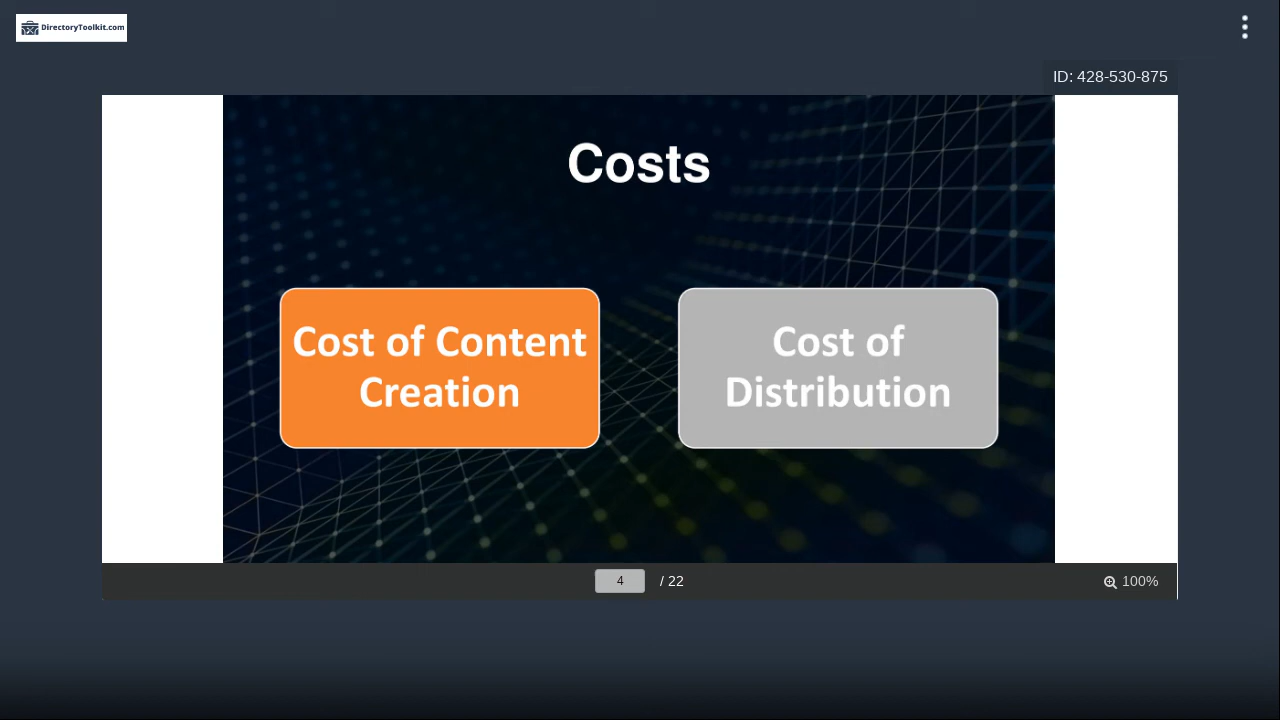 DirectoryToolkit.com
ID: 428-530-875
Costs
Cost of Content
Creation
Cost of
Distribution
4 / 22
100%